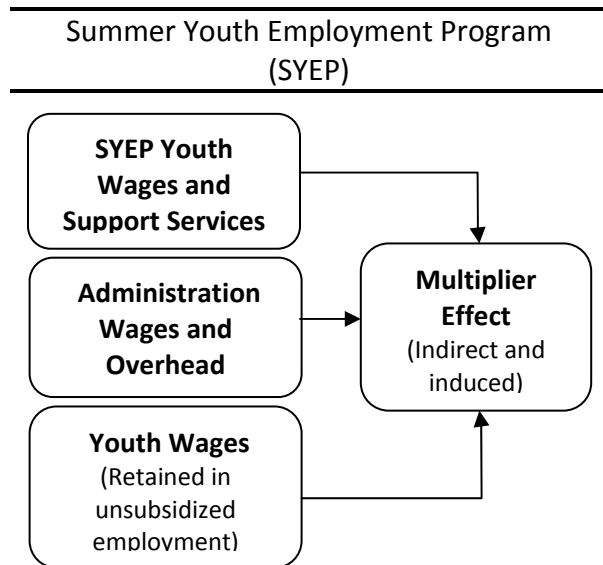 Summer Youth Employment Program
(SYEP)
SYEP Youth
Wages and
Support Services
Administration
Wages and
Overhead
Youth Wages
(Retained in
unsubsidized
employment)
Multiplier
Effect
(Indirect and
induced)